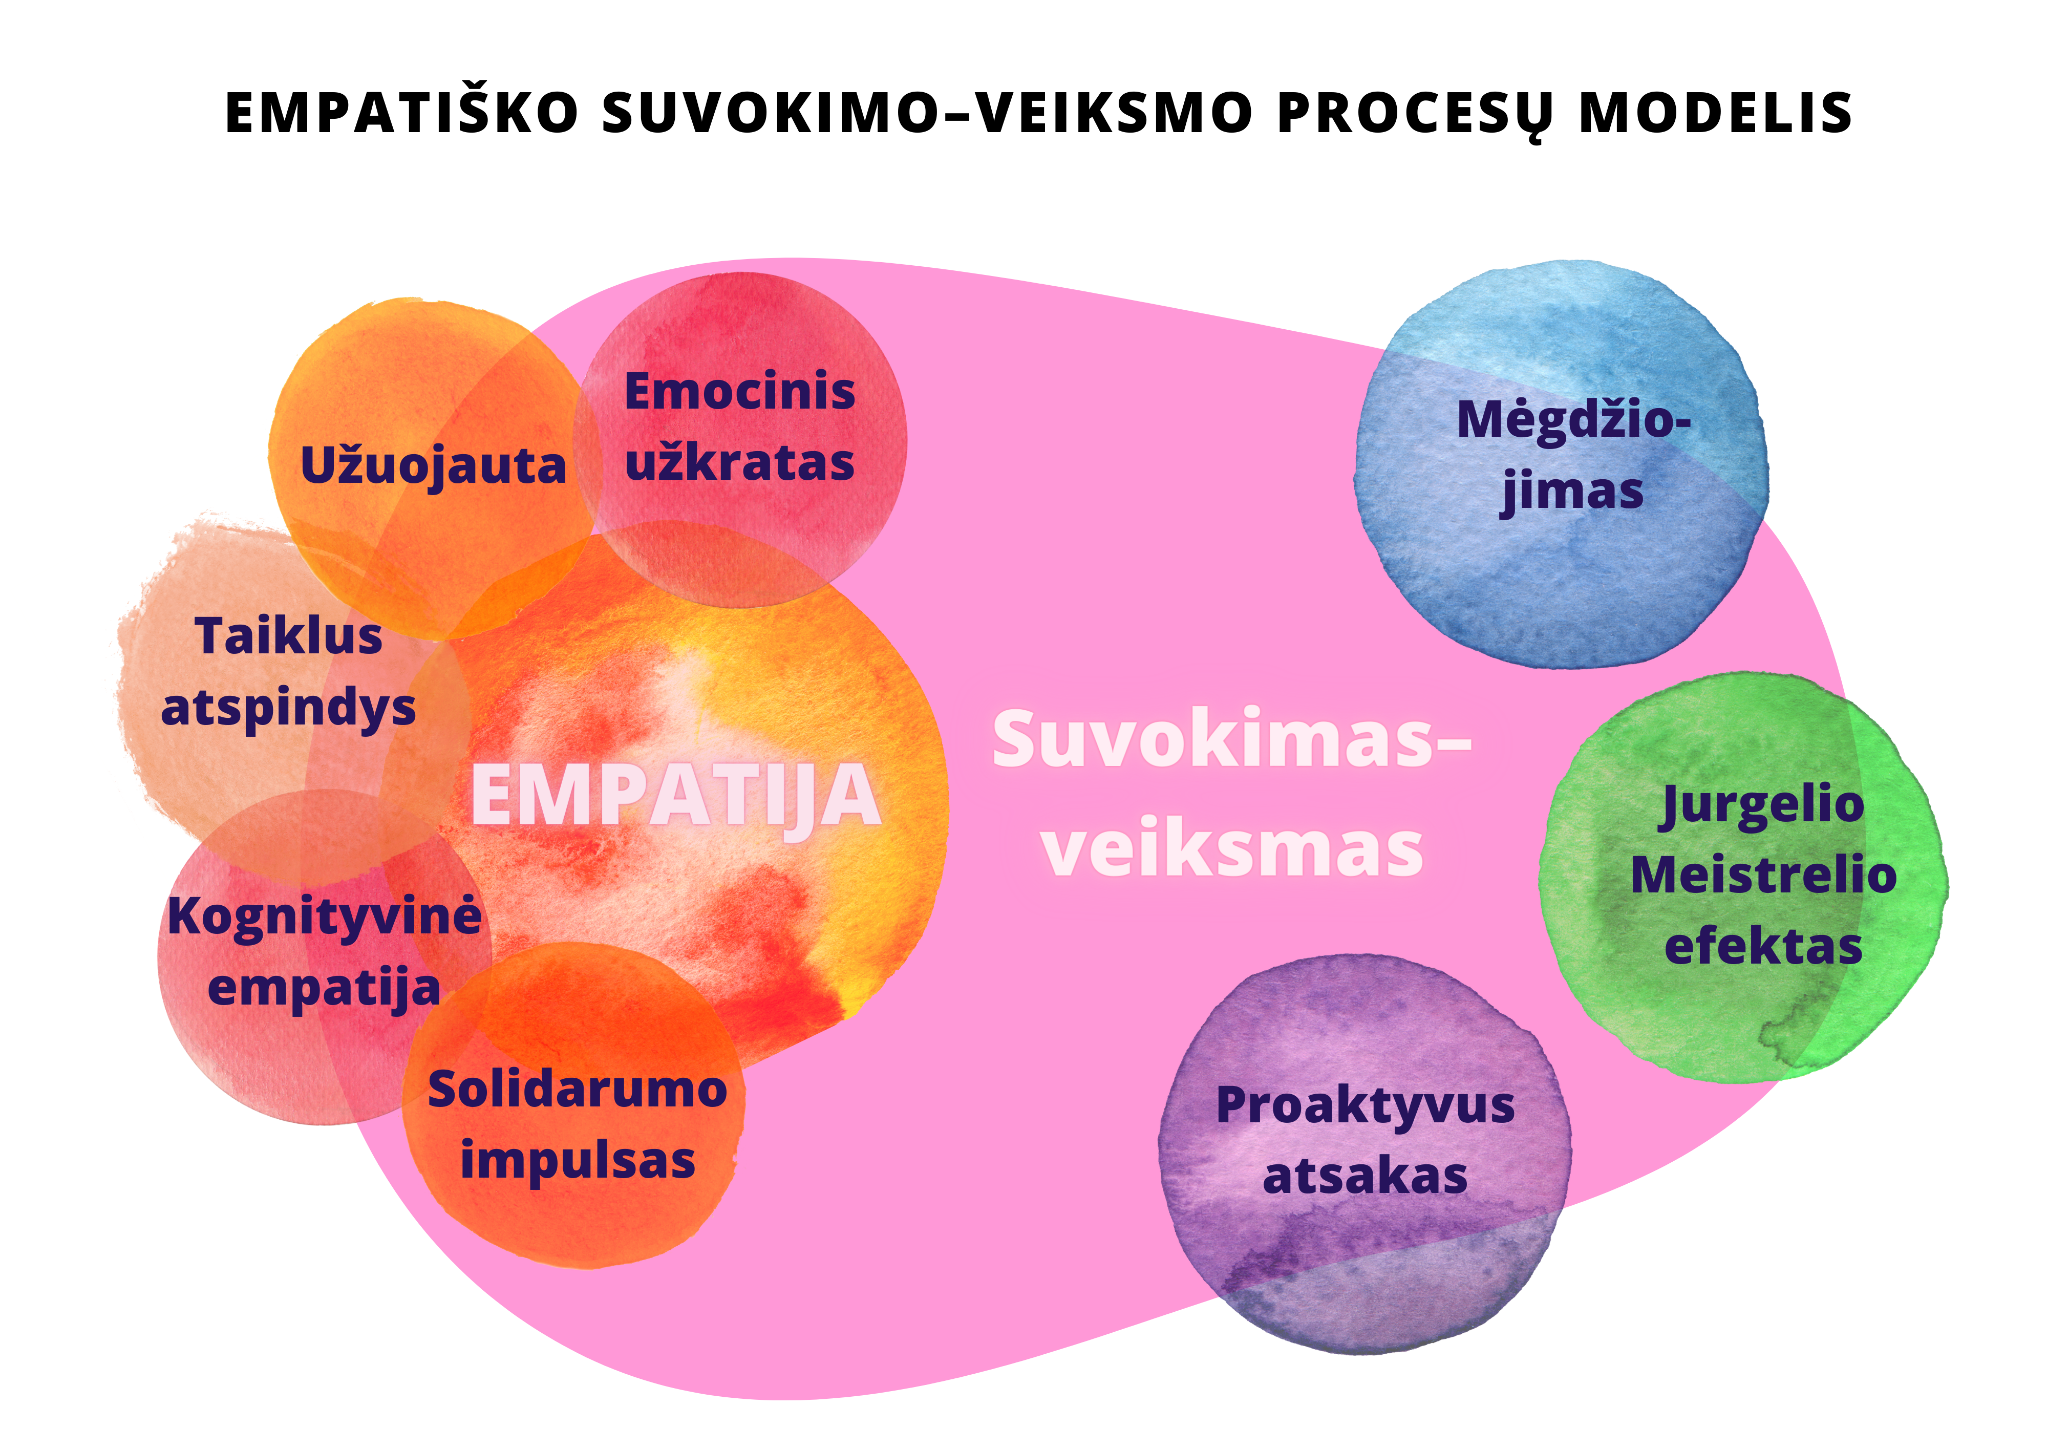 EMPATIŠKO SUVOKIMO–VEIKSMO PROCESŲ MODELIS
Užuojauta
Emocinis
užkratas
Taiklus
atspindys
Kognityvinė
empatija
Solidarumo
impulsas
EMPATIJA
Suvokimas–
veiksmas
Mėgdžio-
jimas
Jurgelio
Meistrelio
efektas
Proaktyvus
atsakas